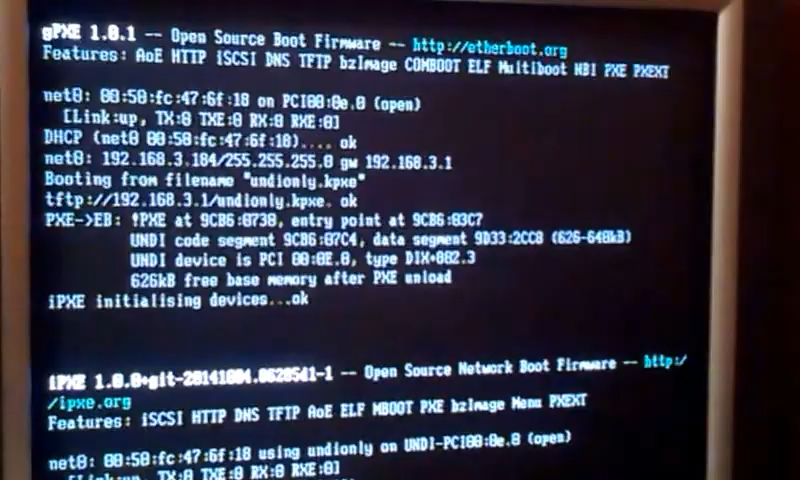 gPXE 1.0.1 -- Open Source Boot Firmware -- http://etherboot.org
Features: AoE HTTP iSCSI DNS TFTP bzImage COMBOOT ELF Multiboot NBI PXE PXEXT
net0: 00:50:fc:47:6f:18 on PCI00:0e.0 (open)
[Link:up, TX:0 TXE:0 RX:0 RXE:0]
DHCP (net0 00:50:fc:47:6f:18).... ok
net0: 192.168.3.184/255.255.255.0 gw 192.168.3.1
Booting from filename "undionly.kpxe"
tftp://192.168.3.1/undionly.kpxe. ok
PXE->EB: !PXE at 9CB6:0730, entry point at 9CB6:03C7
UNDI code segment 9CB6:07C4, data segment 9D33:2CC8 (626-640kB)
UNDI device is PCI 00:0E.0, type DIX+802.3
626kB free base memory after PXE unload
iPXE initialising devices...ok
iPXE 1.0.0+git-20141004.86285d1-1 -- Open Source Network Boot Firmware -- http:/
/ipxe.org
Features: iSCSI HTTP DNS TFTP AoE ELF MBOOT PXE bzImage Menu PXEXT
net0: 00:50:fc:47:6f:18 using undionly on UNDI-PCI00:0e.0 (open)
[Link:up, TX:0 TXE:0 RX:0 RXE:0]